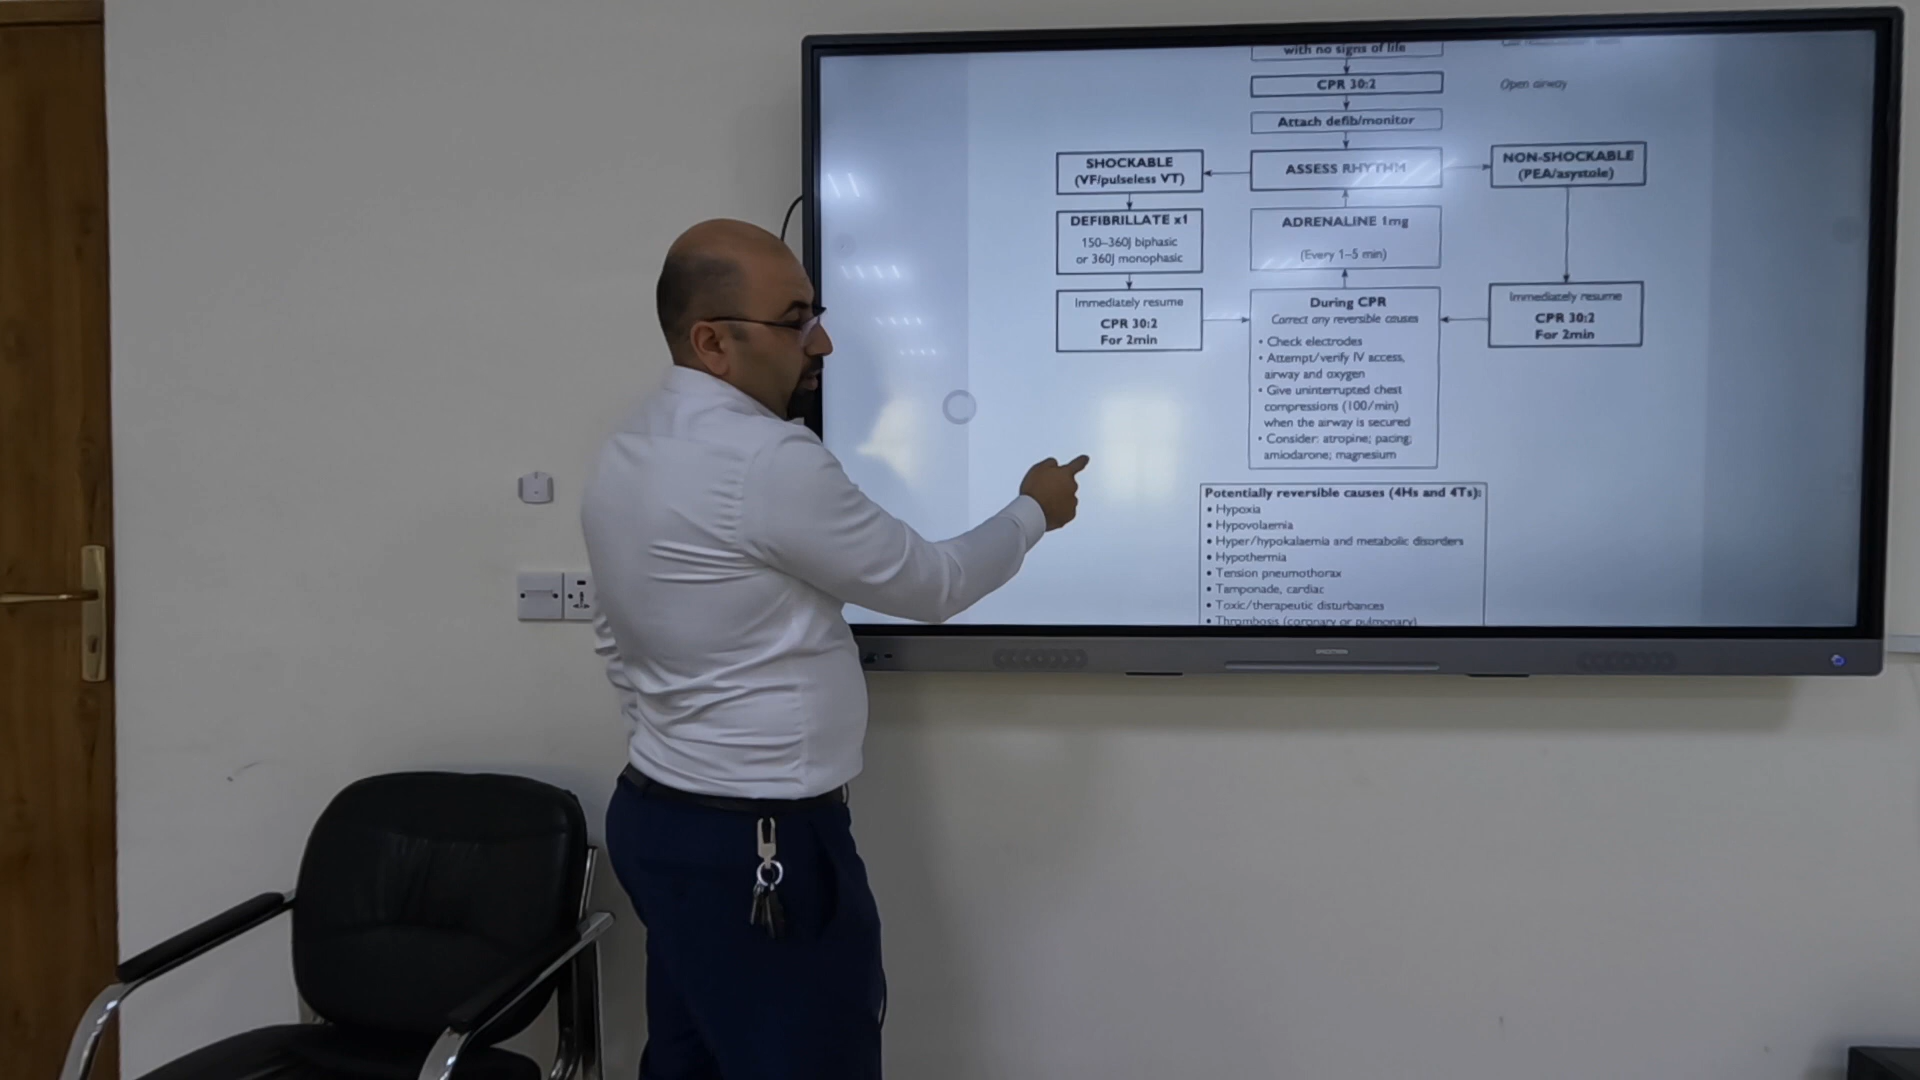 with no signs of life
CPR 30:2
Open airway
Attach defib/monitor
SHOCKABLE
(VF/pulseless VT)
ASSESS RHYTHM
NON-SHOCKABLE
(PEA/asystole)
DEFIBRILLATE x1
150–360J biphasic
or 360J monophasic
ADRENALINE 1mg
(Every 1–5 min)
Immediately resume
CPR 30:2
For 2min
During CPR
Correct any reversible causes
• Check electrodes
• Attempt/verify IV access,
airway and oxygen
• Give uninterrupted chest
compressions (100/min)
when the airway is secured
• Consider: atropine; pacing;
amiodarone; magnesium
Immediately resume
CPR 30:2
For 2min
Potentially reversible causes (4Hs and 4Ts):
• Hypoxia
• Hypovolaemia
• Hyper/hypokalaemia and metabolic disorders
• Hypothermia
• Tension pneumothorax
• Tamponade, cardiac
• Toxic/therapeutic disturbances
• Thrombosis (coronary or pulmonary)